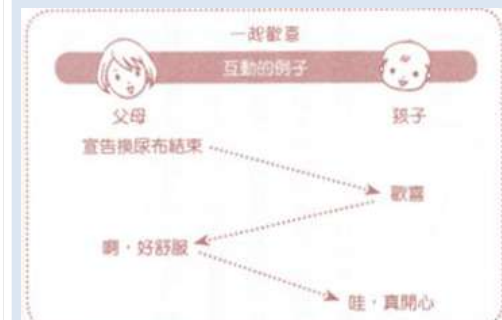 一起歡喜
互動的例子
父母
孩子
宣告換尿布結束
歡喜
啊，好舒服
哇，真開心